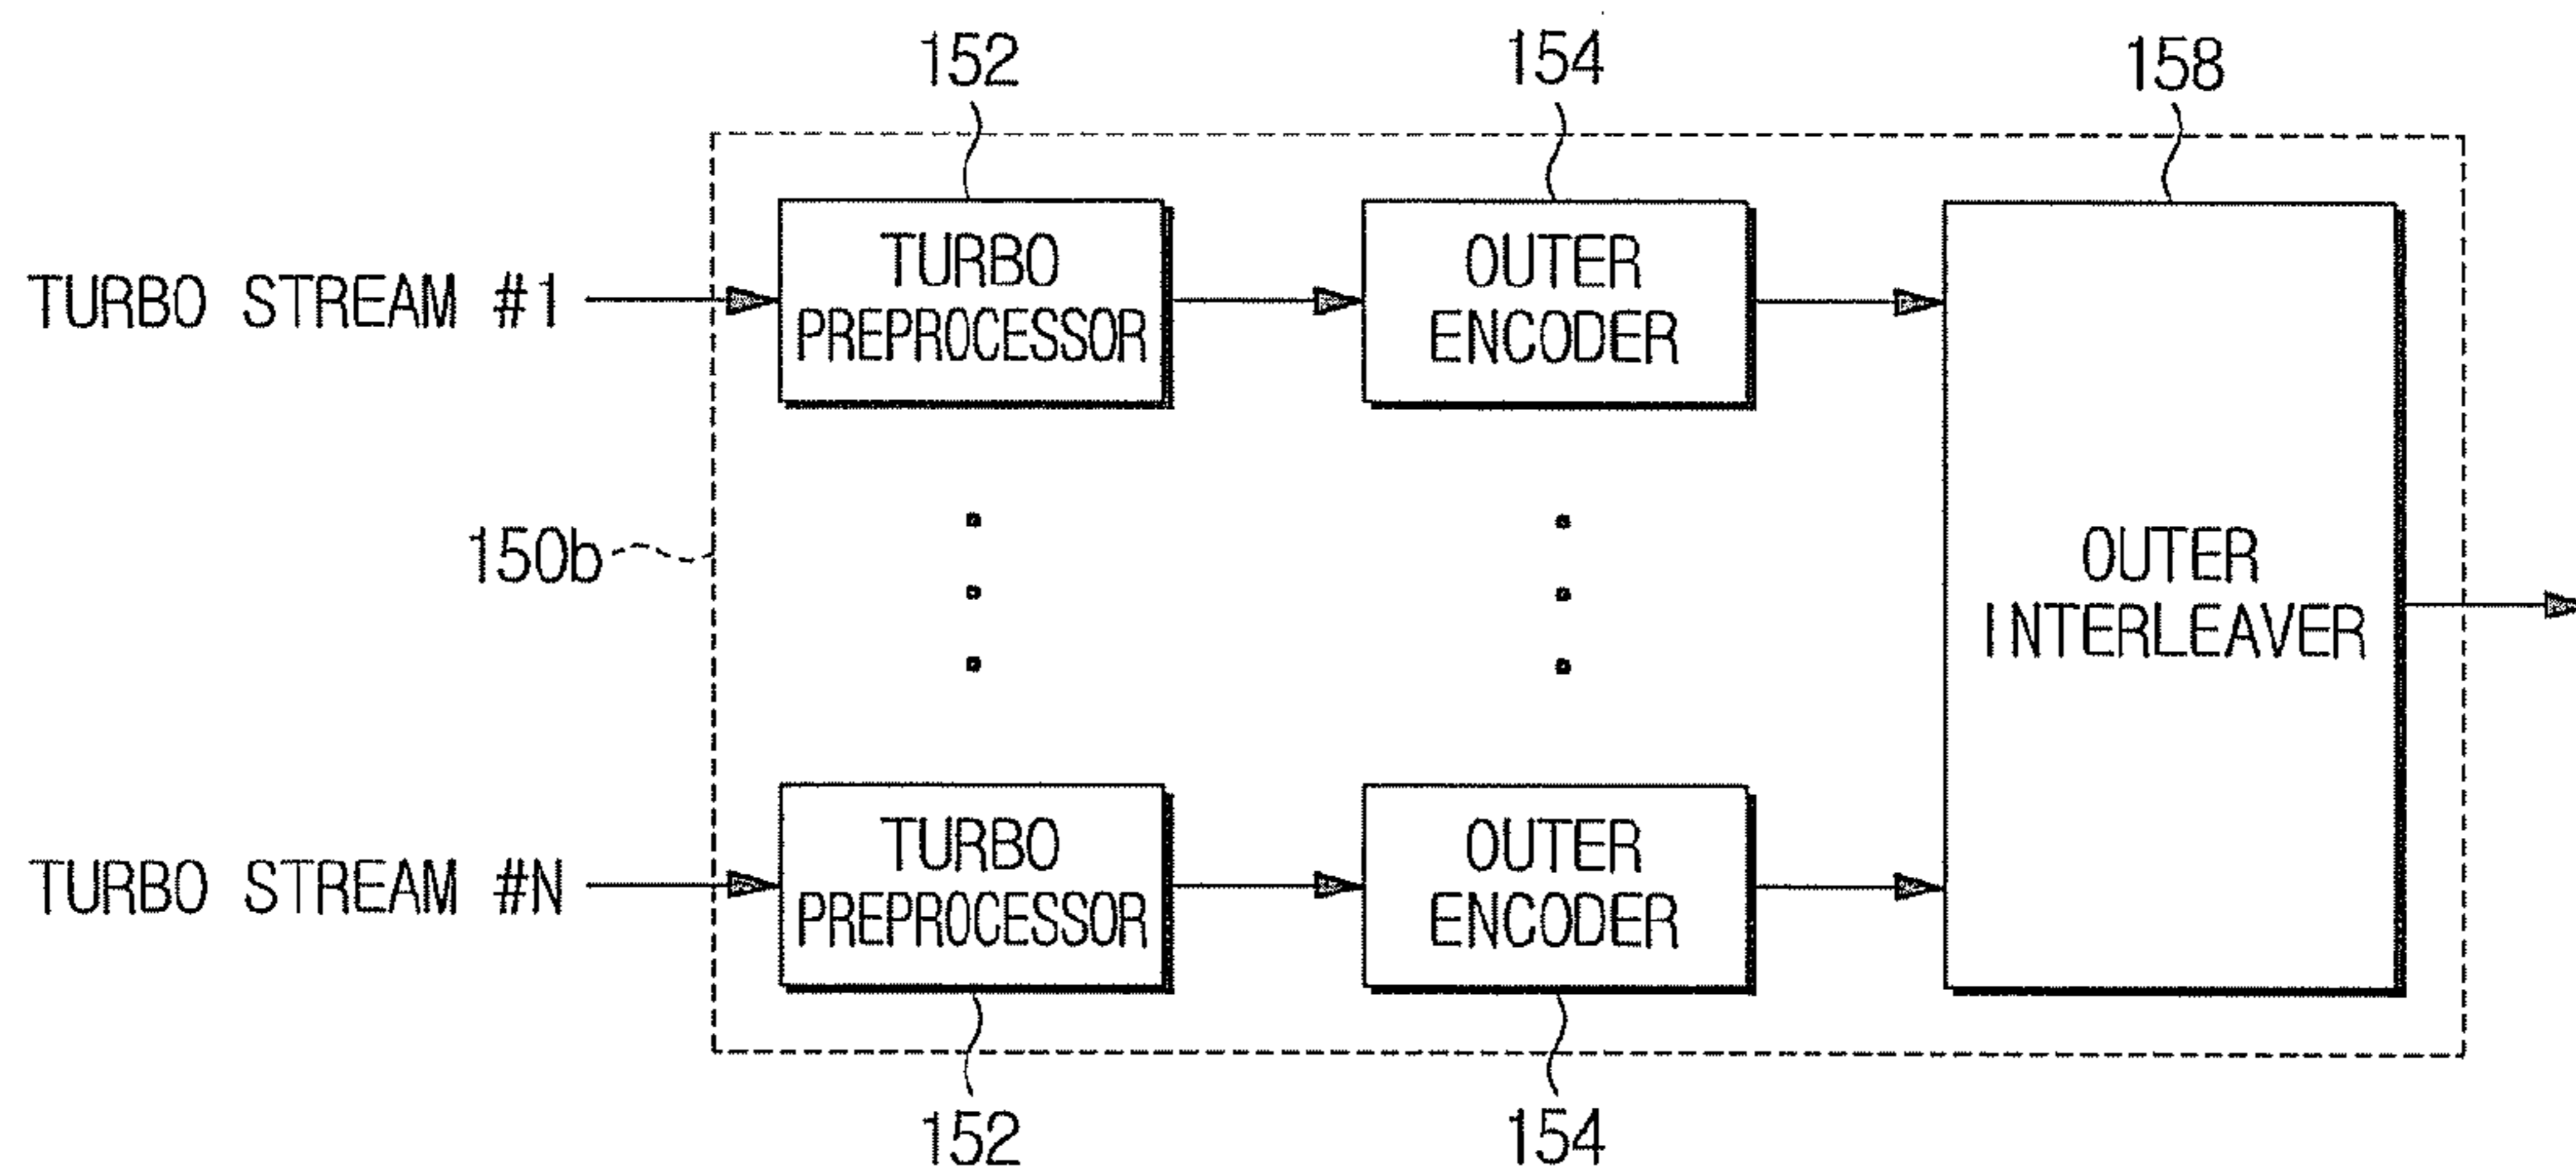 152
154
158
TURBO STREAM #1
TURBO
PREPROCESSOR
OUTER
ENCODER
150b
OUTER
INTERLEAVER
TURBO STREAM #N
TURBO
PREPROCESSOR
OUTER
ENCODER
152
154